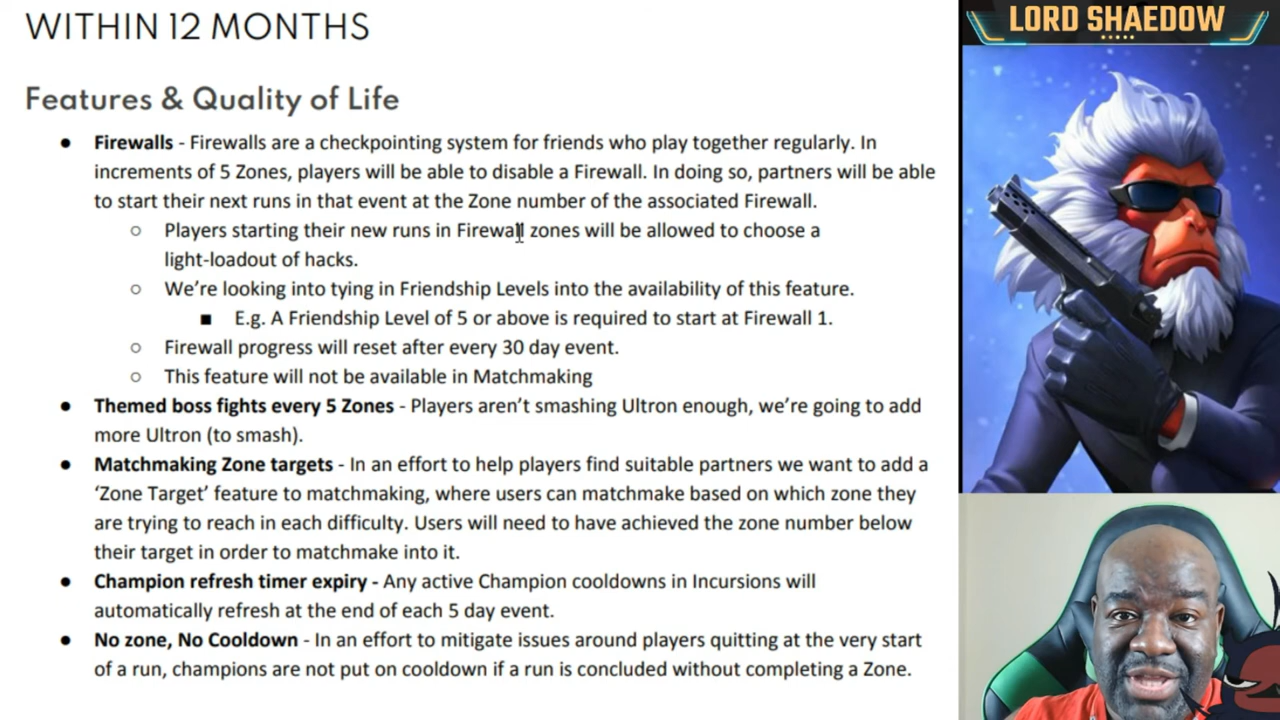 WITHIN 12 MONTHS
LORD SHAEDOW
Features & Quality of Life
● Firewalls - Firewalls are a checkpointing system for friends who play together regularly. In
increments of 5 Zones, players will be able to disable a Firewall. In doing so, partners will be able
to start their next runs in that event at the Zone number of the associated Firewall.
○ Players starting their new runs in Firewall zones will be allowed to choose a
light-loadout of hacks.
○ We’re looking into tying in Friendship Levels into the availability of this feature.
■ E.g. A Friendship Level of 5 or above is required to start at Firewall 1.
○ Firewall progress will reset after every 30 day event.
○ This feature will not be available in Matchmaking
● Themed boss fights every 5 Zones - Players aren’t smashing Ultron enough, we’re going to add
more Ultron (to smash).
● Matchmaking Zone targets - In an effort to help players find suitable partners we want to add a
‘Zone Target’ feature to matchmaking, where users can matchmake based on which zone they
are trying to reach in each difficulty. Users will need to have achieved the zone number below
their target in order to matchmake into it.
● Champion refresh timer expiry - Any active Champion cooldowns in Incursions will
automatically refresh at the end of each 5 day event.
● No zone, No Cooldown - In an effort to mitigate issues around players quitting at the very start
of a run, champions are not put on cooldown if a run is concluded without completing a Zone.